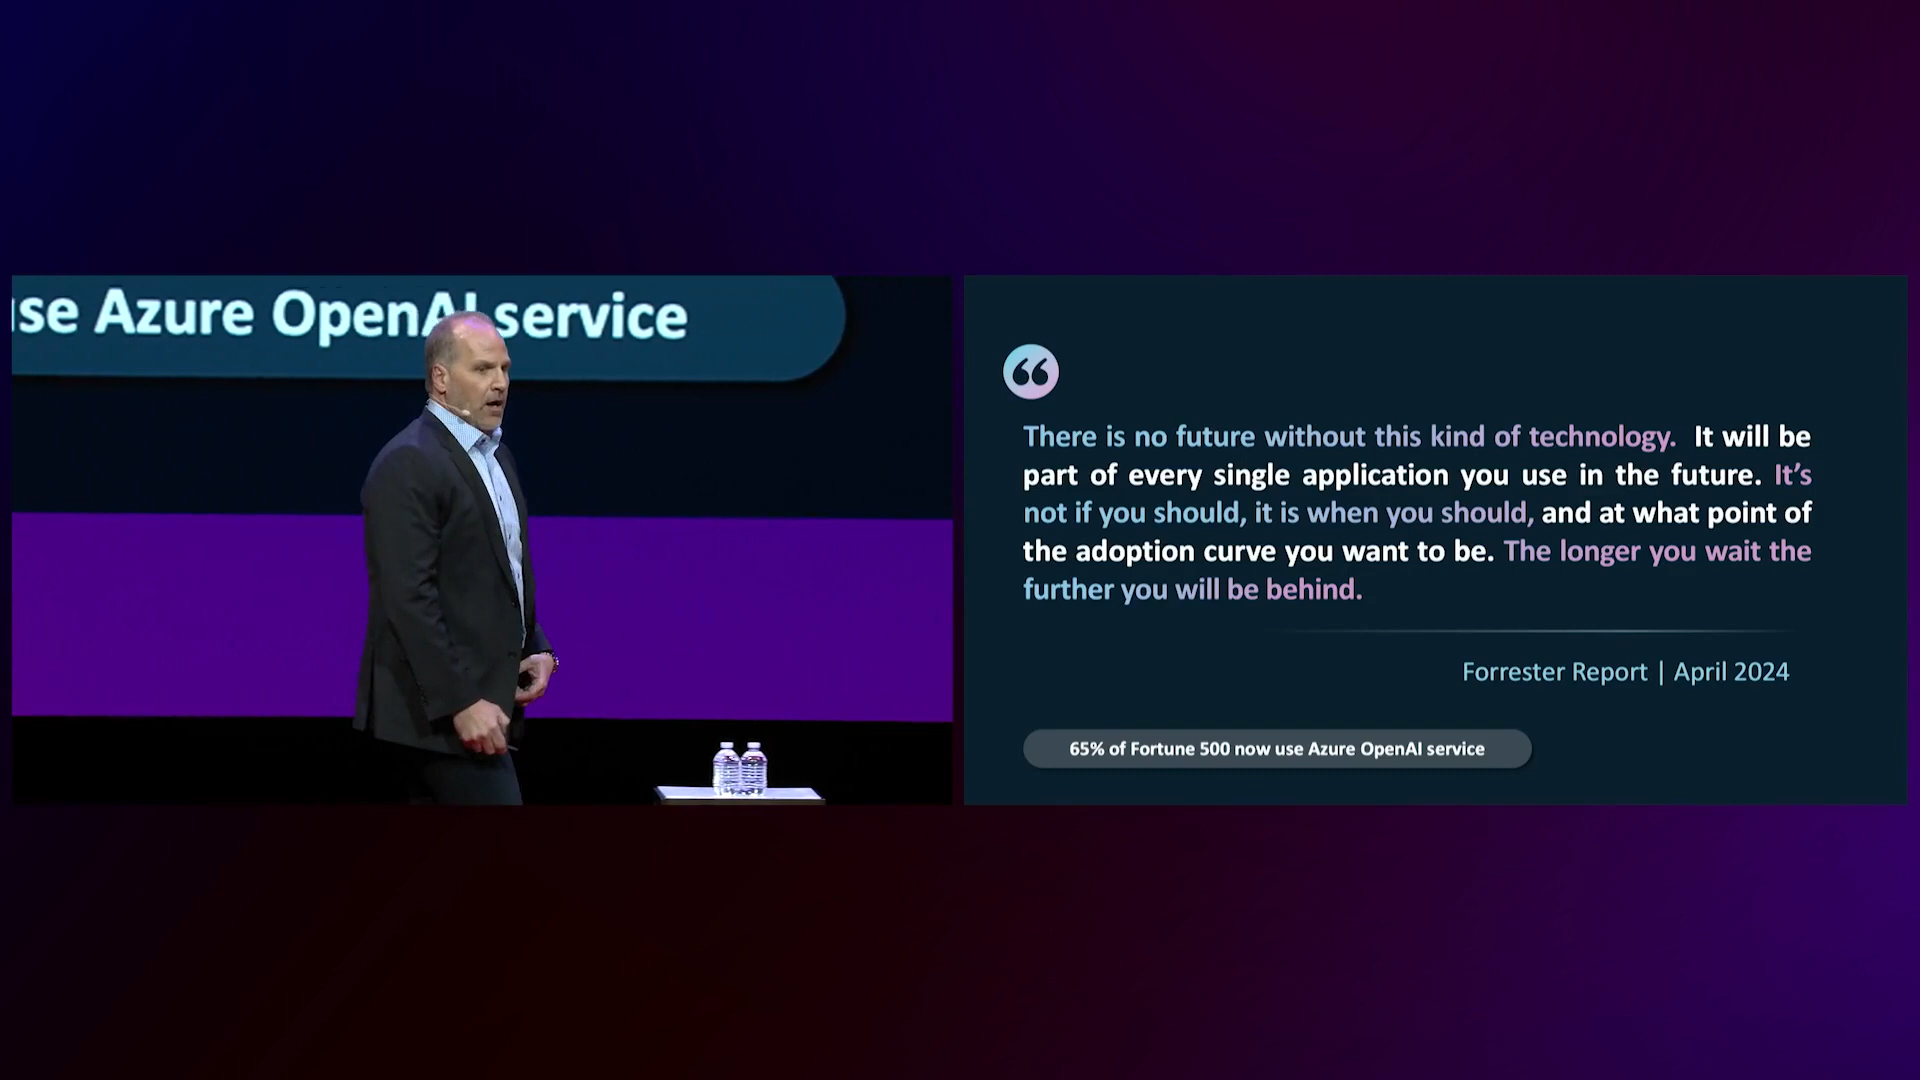 se Azure OpenAI service
“
There is no future without this kind of technology. It will be
part of every single application you use in the future. It’s
not if you should, it is when you should, and at what point of
the adoption curve you want to be. The longer you wait the
further you will be behind.
Forrester Report | April 2024
65% of Fortune 500 now use Azure OpenAI service